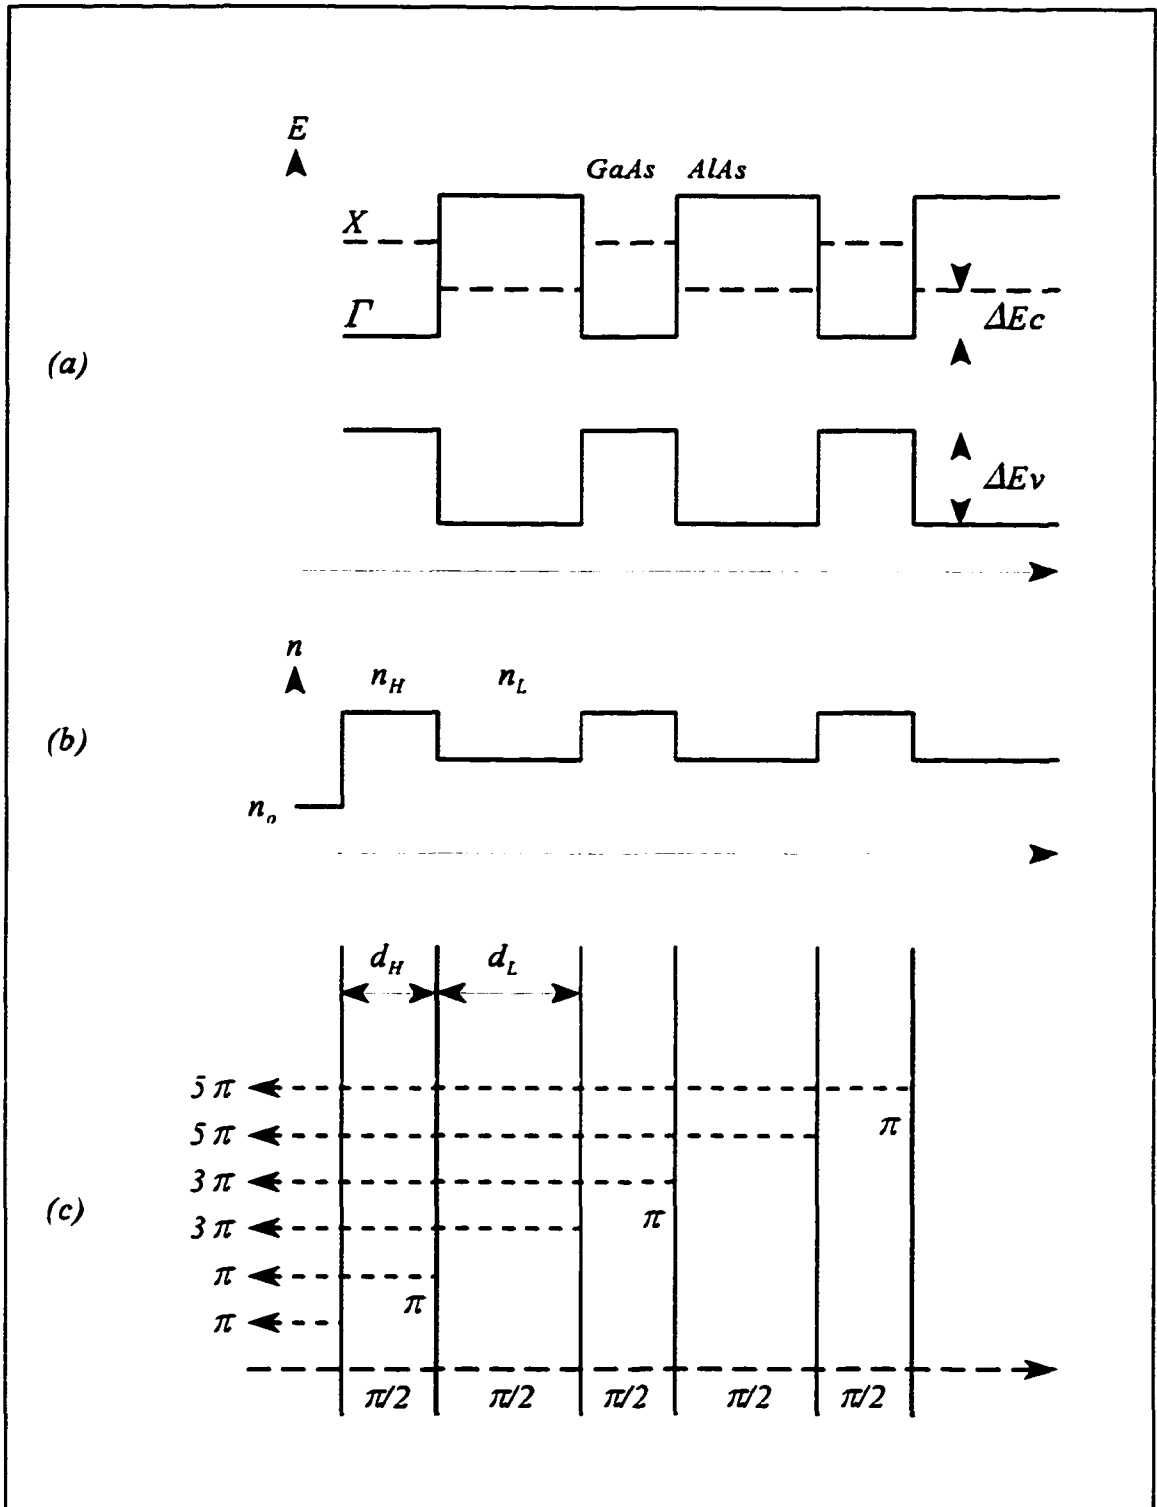 E
GaAs AlAs
X
Γ
ΔEc
(a)
ΔEv
n
n_H n_L
(b)
n_o
d_H d_L
5π
π
5π
3π
(c)
π
3π
π
π
π
π/2 π/2 π/2 π/2 π/2